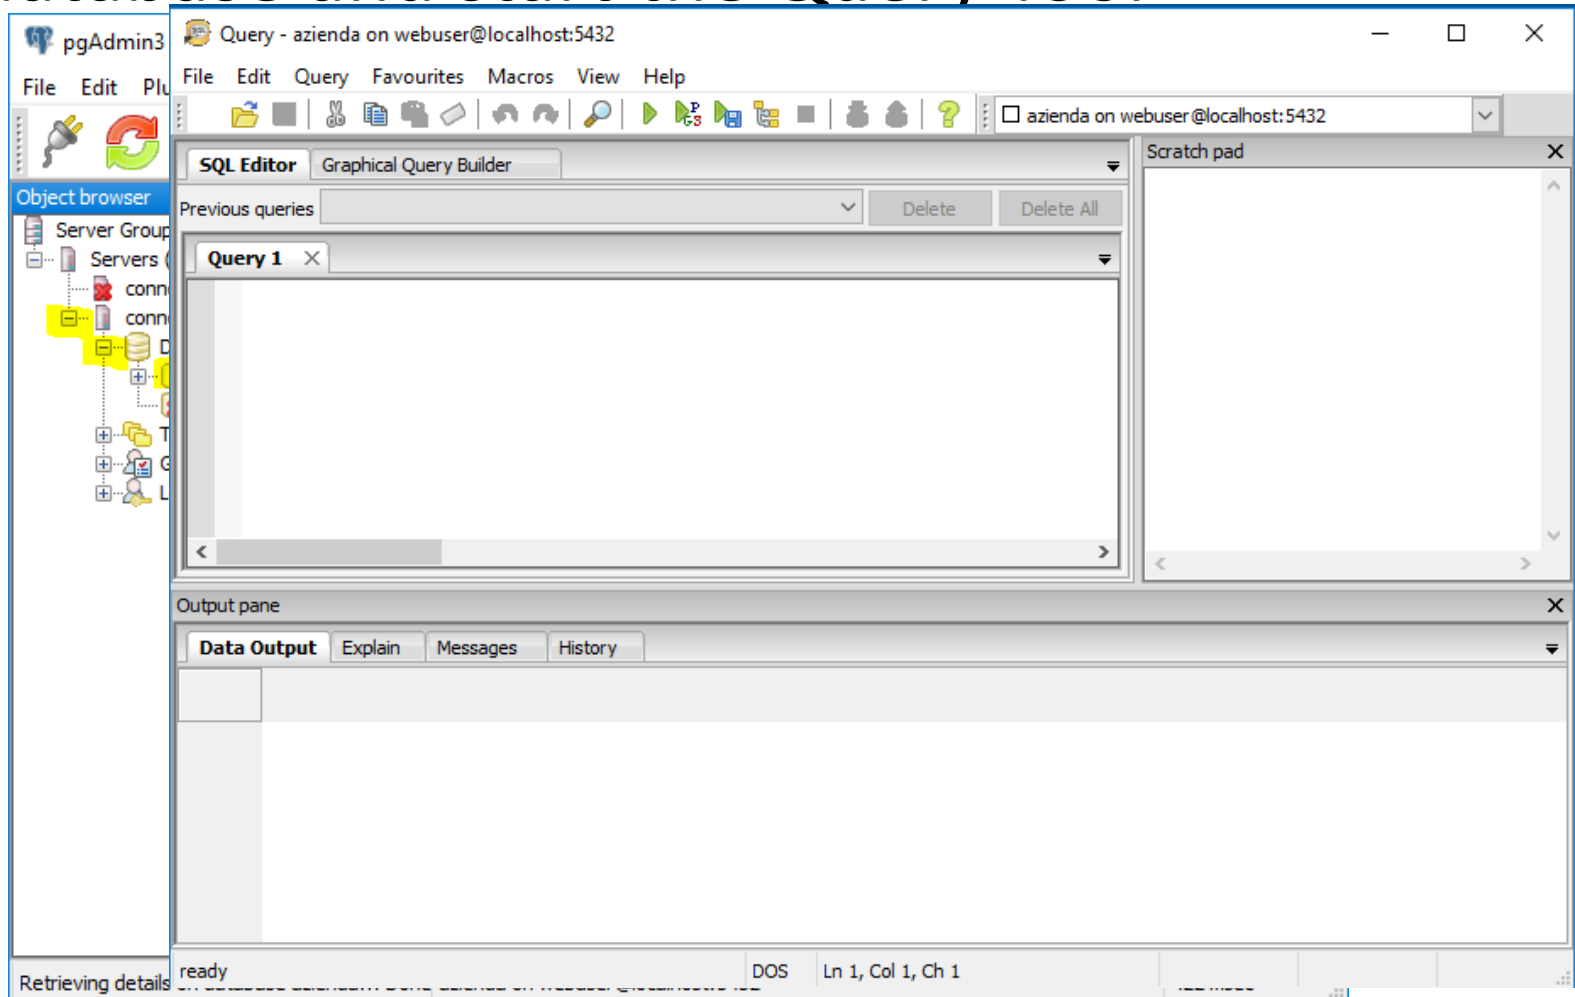 pgAdmin3
File Edit
Object browser
Server Group
Servers
Query - azienda on webuser@localhost:5432
File Edit Query Favourites Macros View Help
azienda on webuser@localhost:5432
SQL Editor Graphical Query Builder
Previous queries Delete Delete All
Query 1
Scratch pad
Output pane
Data Output Explain Messages History
ready DOS Ln 1, Col 1, Ch 1
Retrieving details